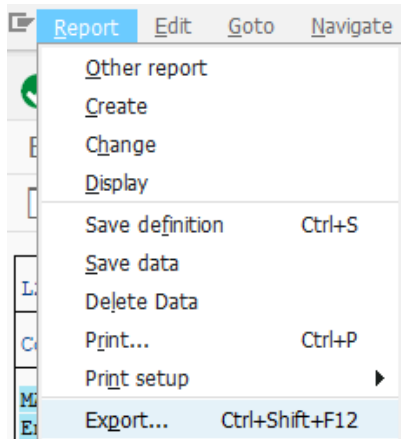 Report Edit Goto Navigate
Other report
Create
Change
Display
Save definition Ctrl+S
Save data
Delete Data
Print... Ctrl+P
Print setup
Export... Ctrl+Shift+F12